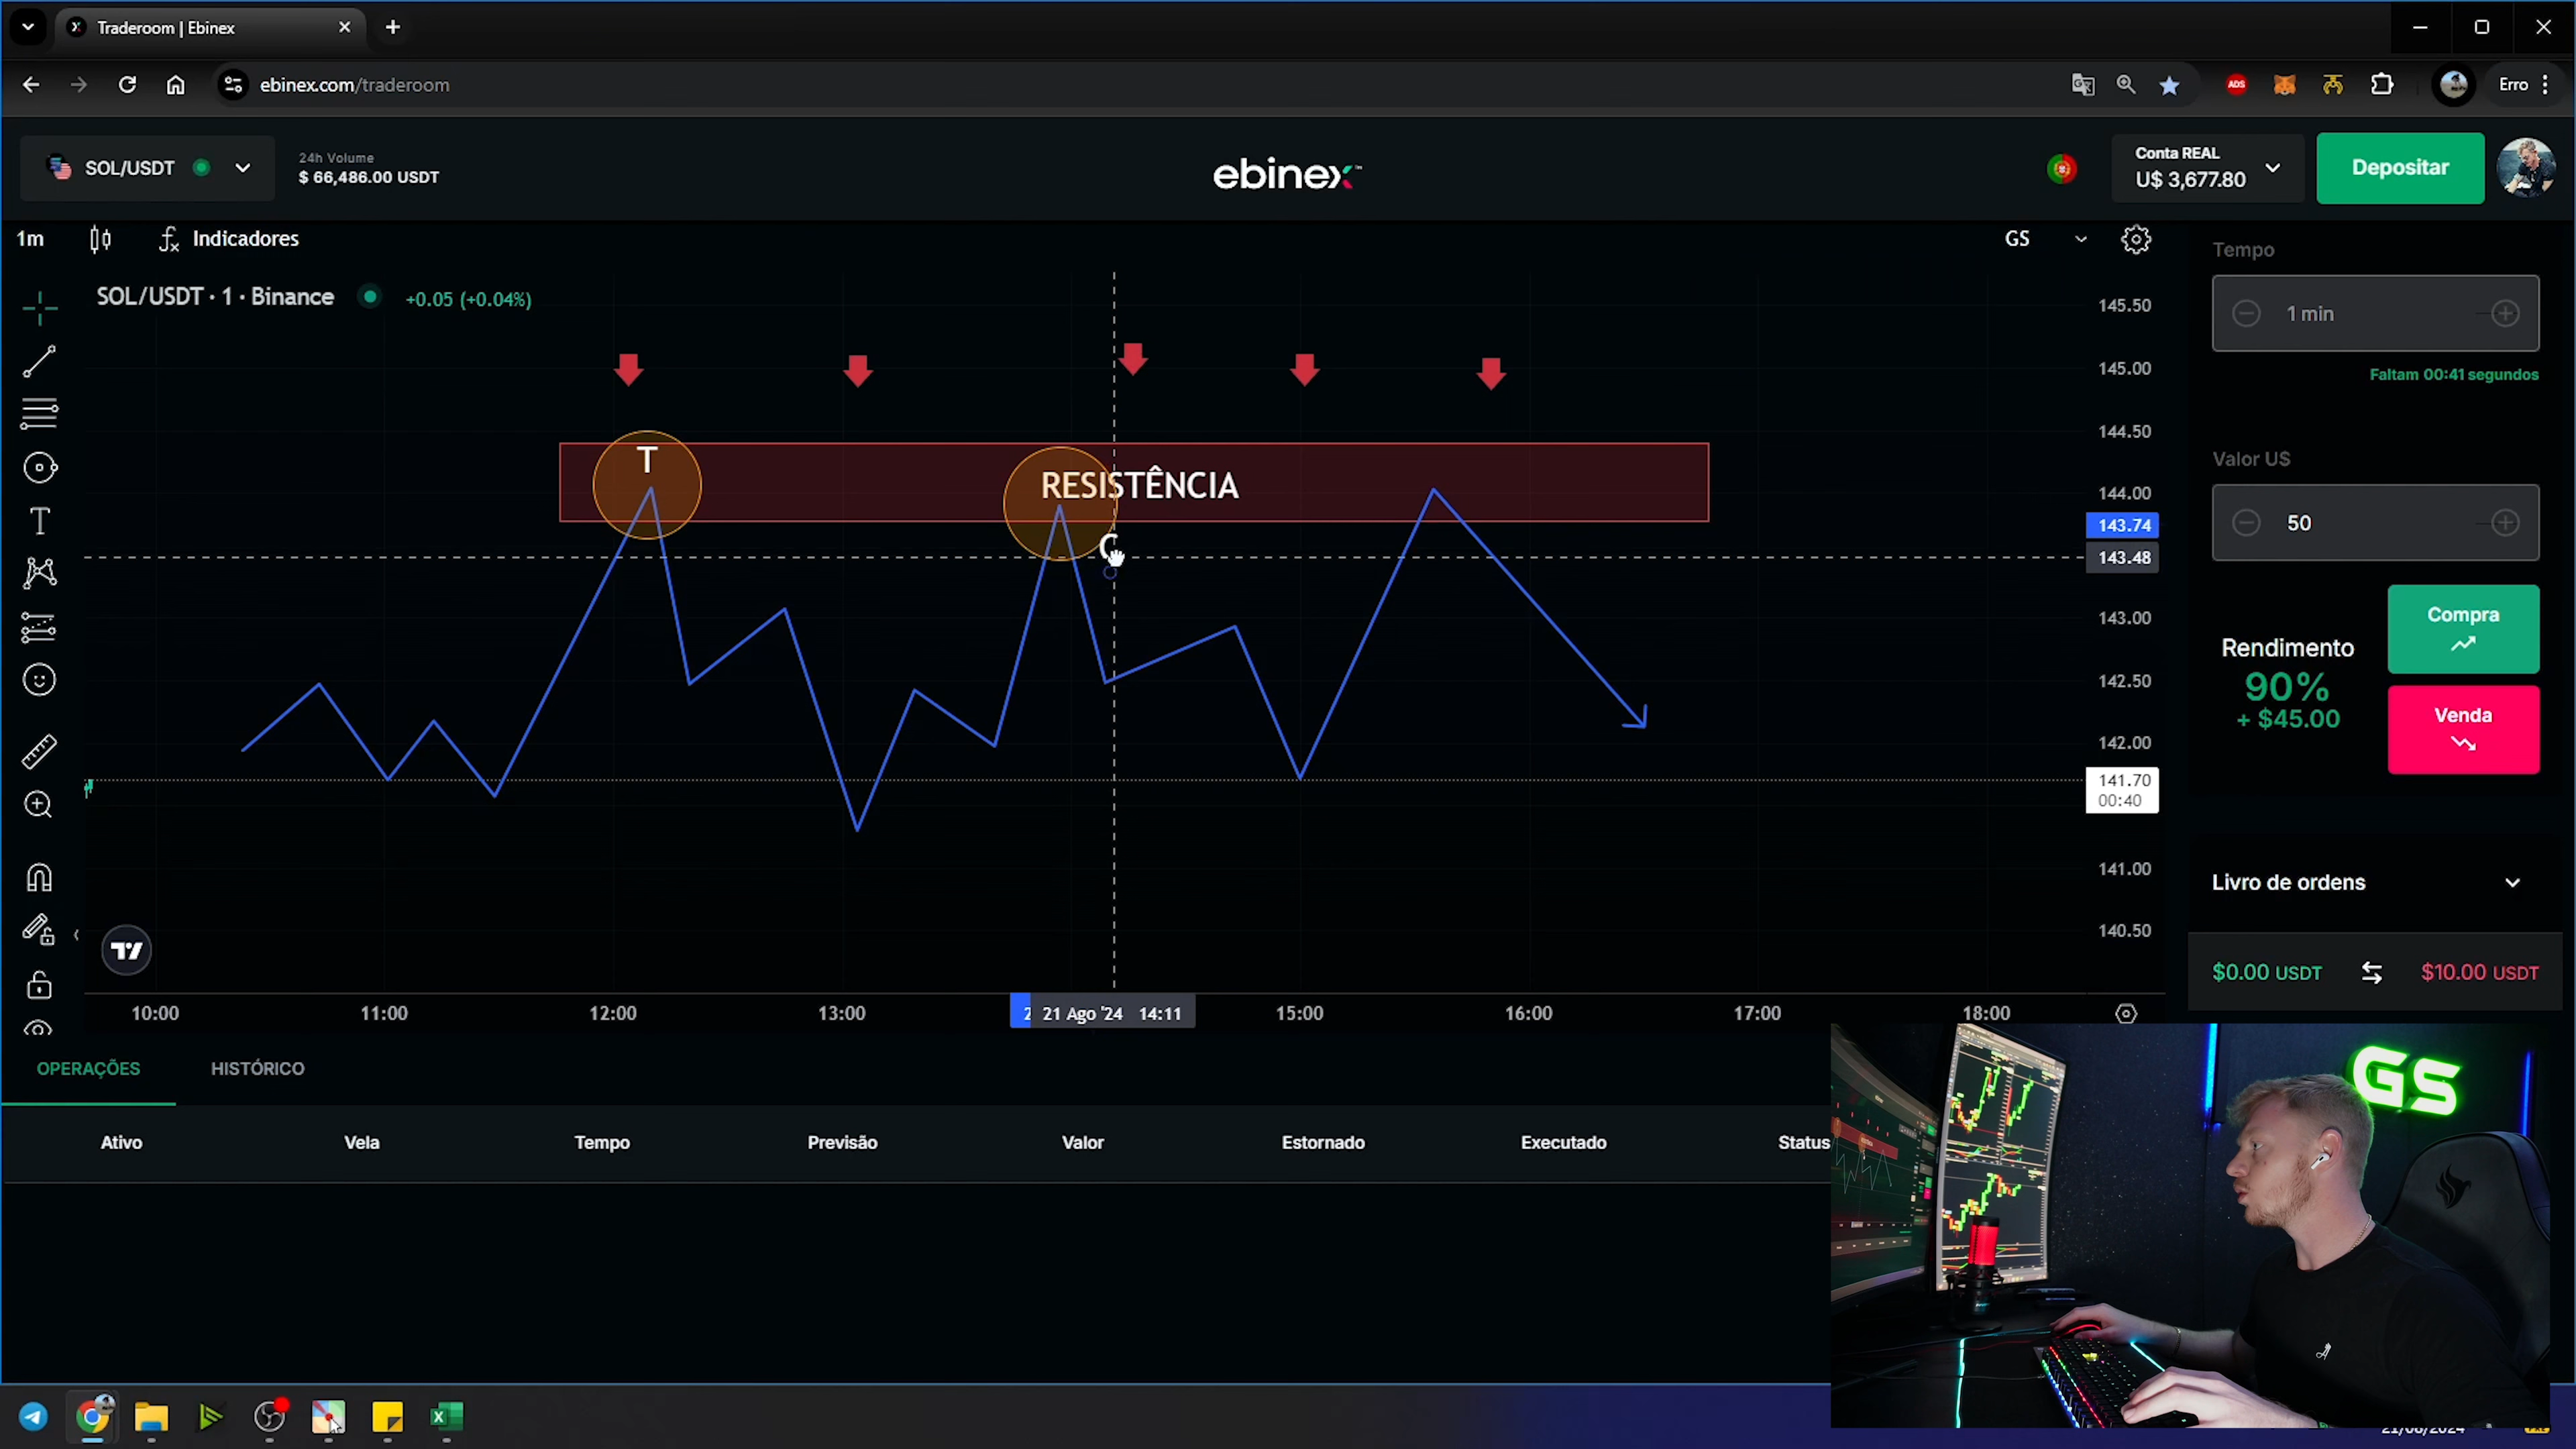 Traderoom | Ebinex
ebinex.com/traderoom
ADS
Erro
SOL/USDT
24h Volume
$ 66,486.00 USDT
ebinex
Conta REAL
U$ 3,677.80
Depositar
1m
Indicadores
GS
SOL/USDT · 1 · Binance
+0.05 (+0.04%)
T
RESISTÊNCIA
C
145.50
145.00
144.50
144.00
143.74
143.48
143.00
142.50
142.00
141.70
00:40
141.00
140.50
10:00
11:00
12:00
13:00
21 Ago '24 14:11
15:00
16:00
17:00
18:00
Tempo
1 min
Faltam 00:41 segundos
Valor U$
50
Rendimento
90%
+ $45.00
Compra
Venda
Livro de ordens
$0.00 USDT
$10.00 USDT
OPERAÇÕES
HISTÓRICO
Ativo
Vela
Tempo
Previsão
Valor
Estornado
Executado
Status
GS
21/08/2024